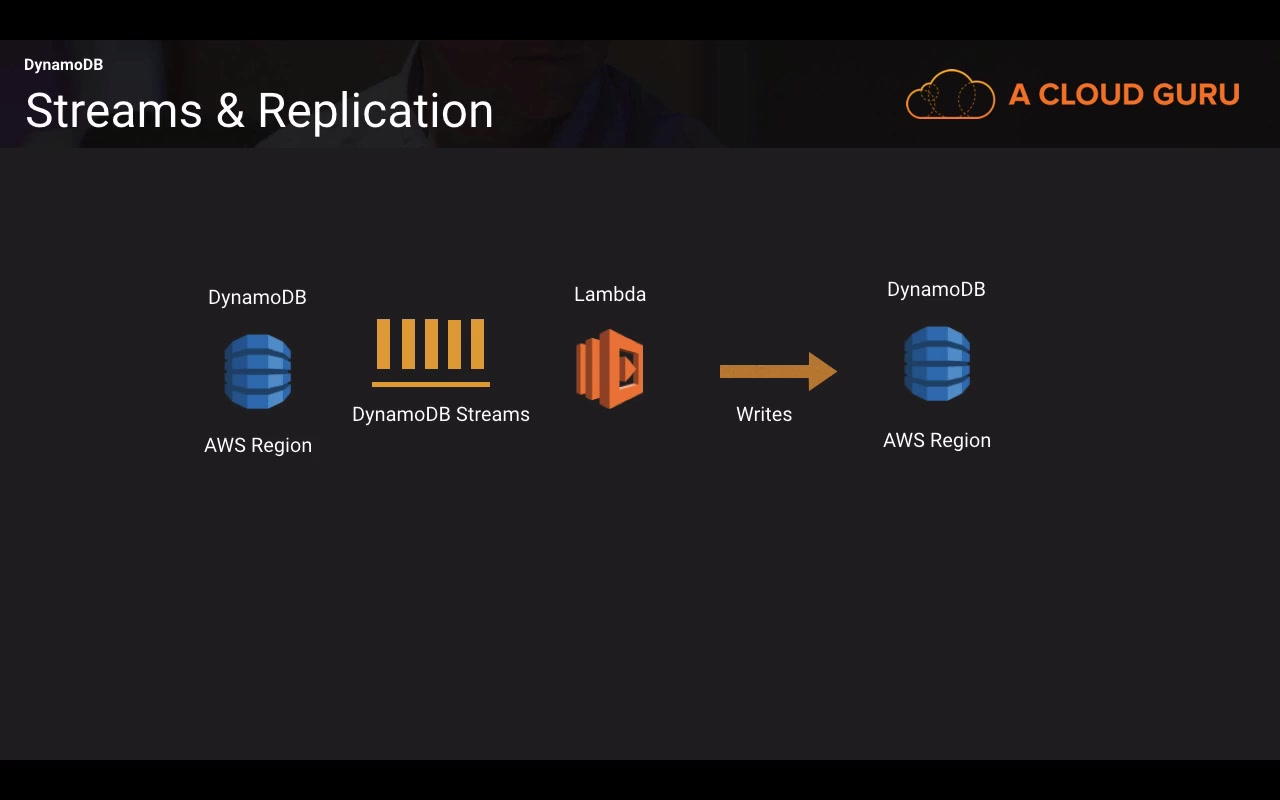 DynamoDB
Streams & Replication
A CLOUD GURU
DynamoDB
AWS Region
DynamoDB Streams
Lambda
Writes
DynamoDB
AWS Region